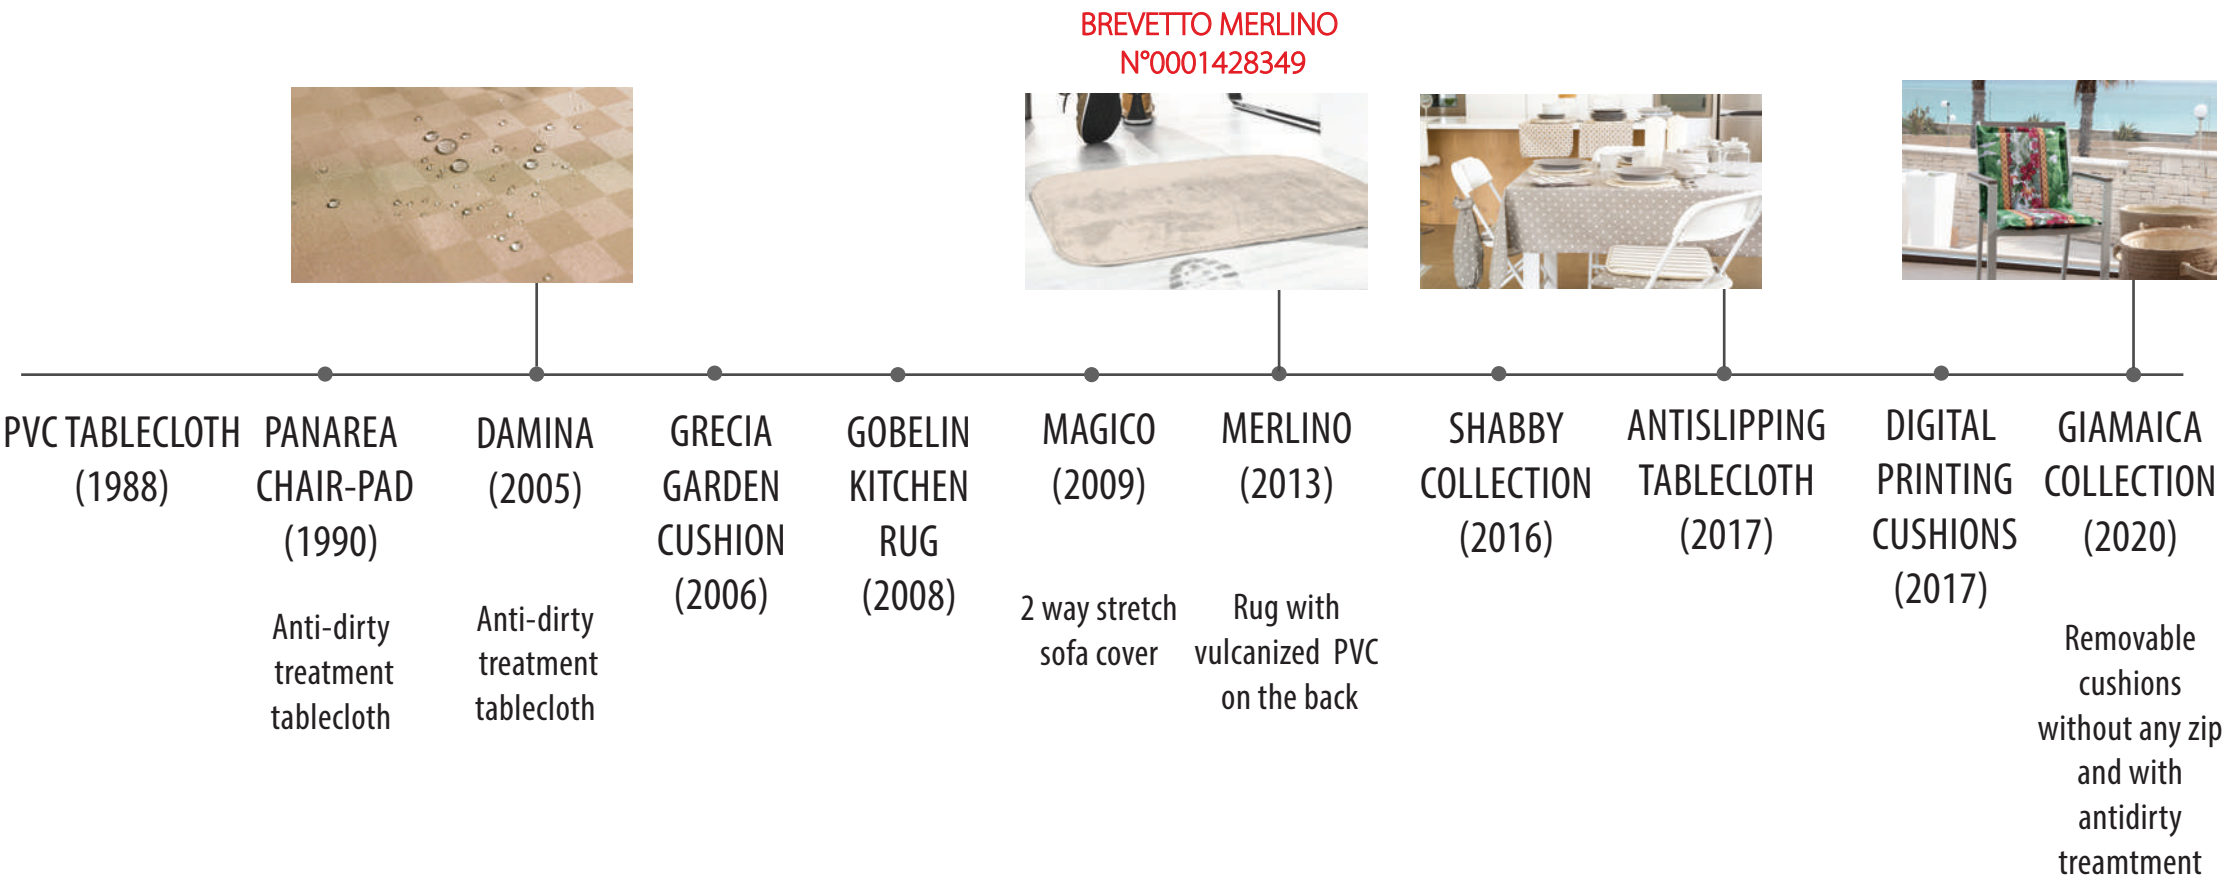 BREVETTO MERLINO
N°0001428349
PVC TABLECLOTH
(1988)
PANAREA
CHAIR-PAD
(1990)
Anti-dirty
treatment
tablecloth
DAMINA
(2005)
Anti-dirty
treatment
tablecloth
GRECIA
GARDEN
CUSHION
(2006)
GOBELIN
KITCHEN
RUG
(2008)
MAGICO
(2009)
2 way stretch
sofa cover
MERLINO
(2013)
Rug with
vulcanized PVC
on the back
SHABBY
COLLECTION
(2016)
ANTISLIPPING
TABLECLOTH
(2017)
DIGITAL
PRINTING
CUSHIONS
(2017)
GIAMAICA
COLLECTION
(2020)
Removable
cushions
without any zip
and with
antidirty
treamtment